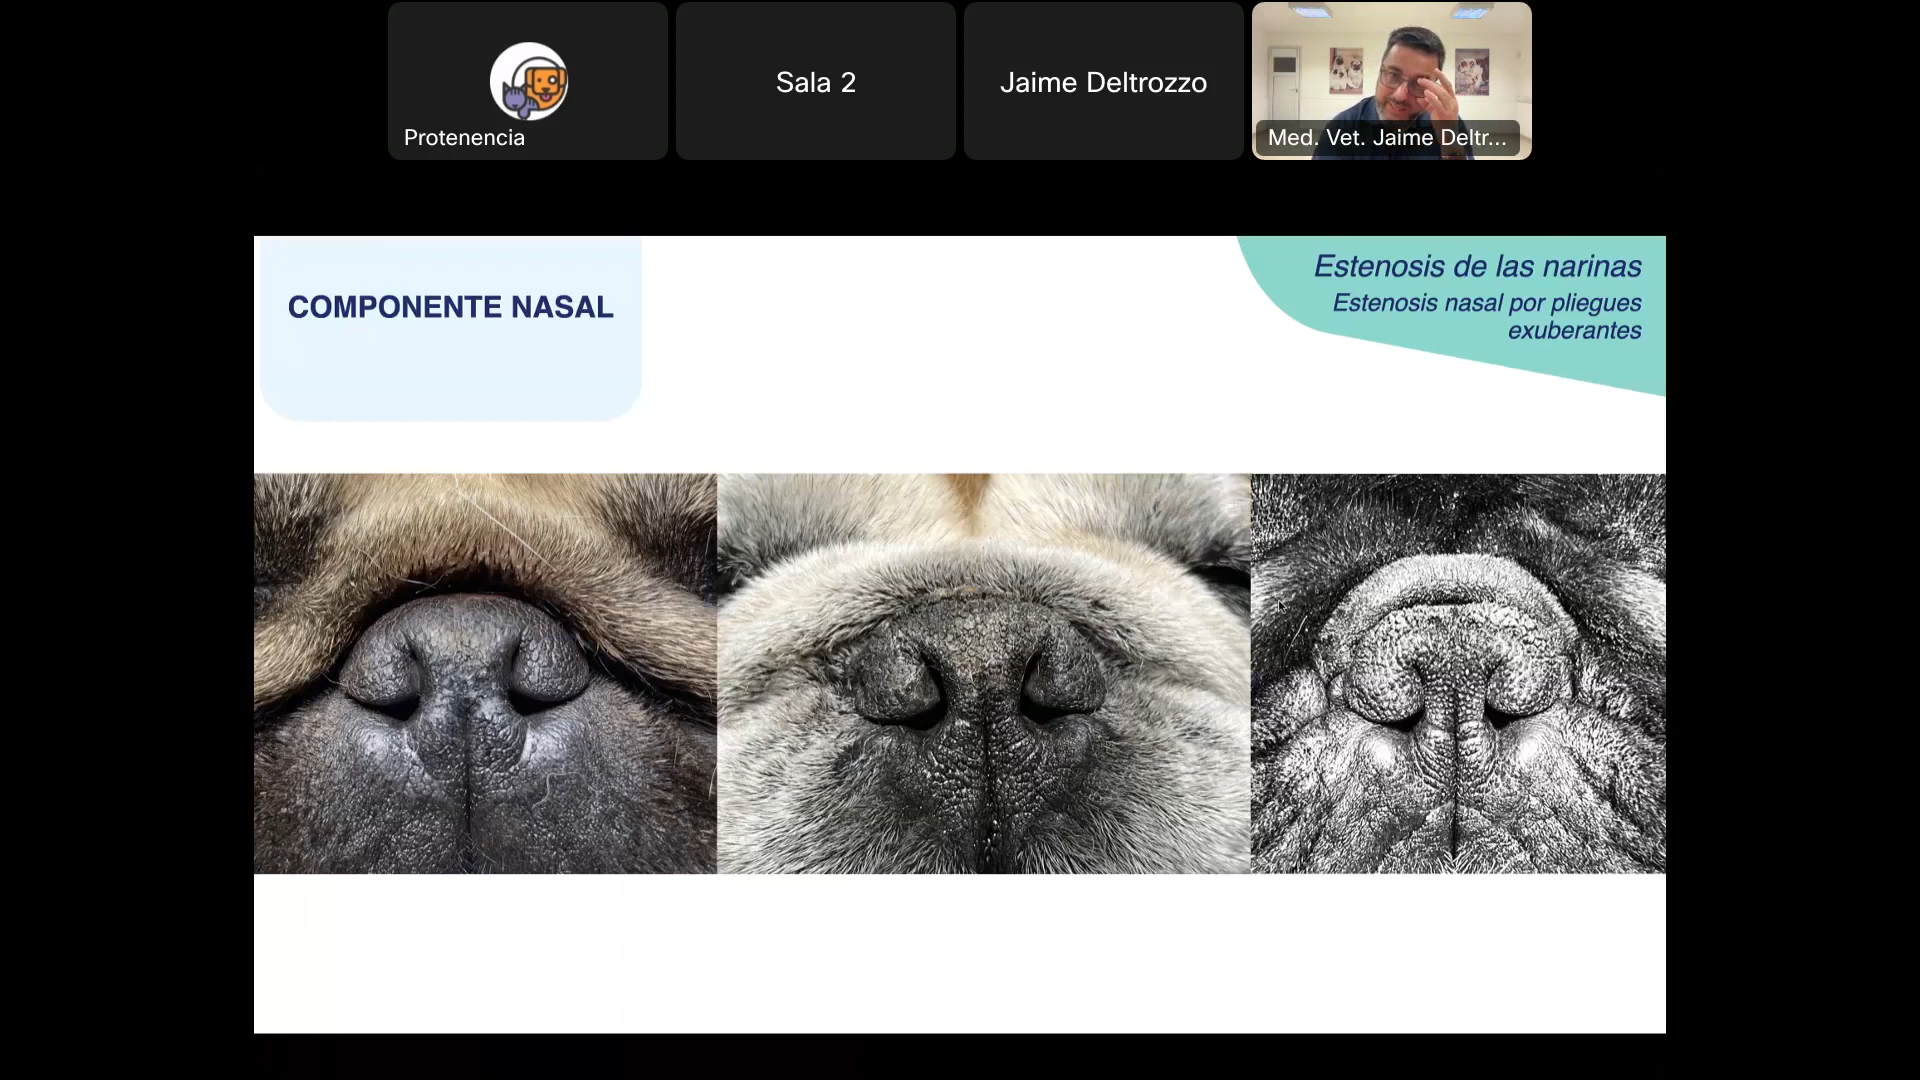 Protenencia
Sala 2
Jaime Deltrozzo
Med. Vet. Jaime Deltr...
COMPONENTE NASAL
Estenosis de las narinas
Estenosis nasal por pliegues
exuberantes